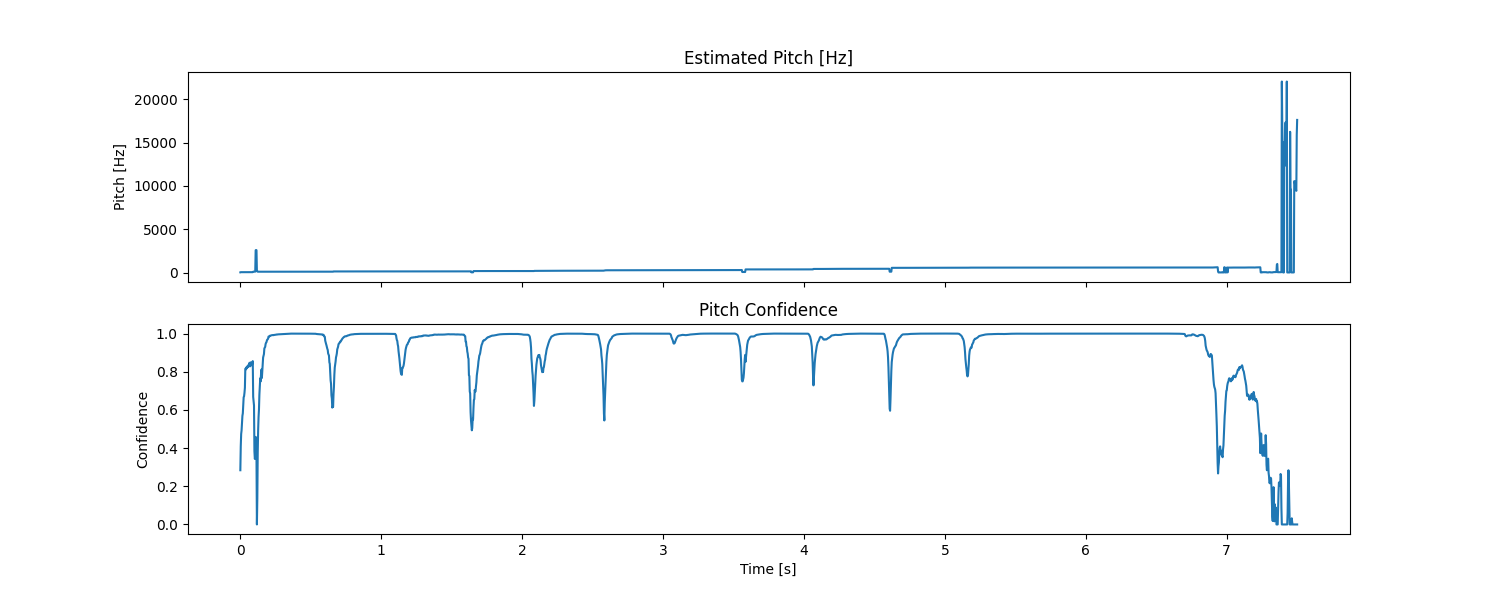 Estimated Pitch [Hz]
Pitch [Hz]
20000
15000
10000
5000
0
Pitch Confidence
Confidence
1.0
0.8
0.6
0.4
0.2
0.0
0 1 2 3 4 5 6 7
Time [s]